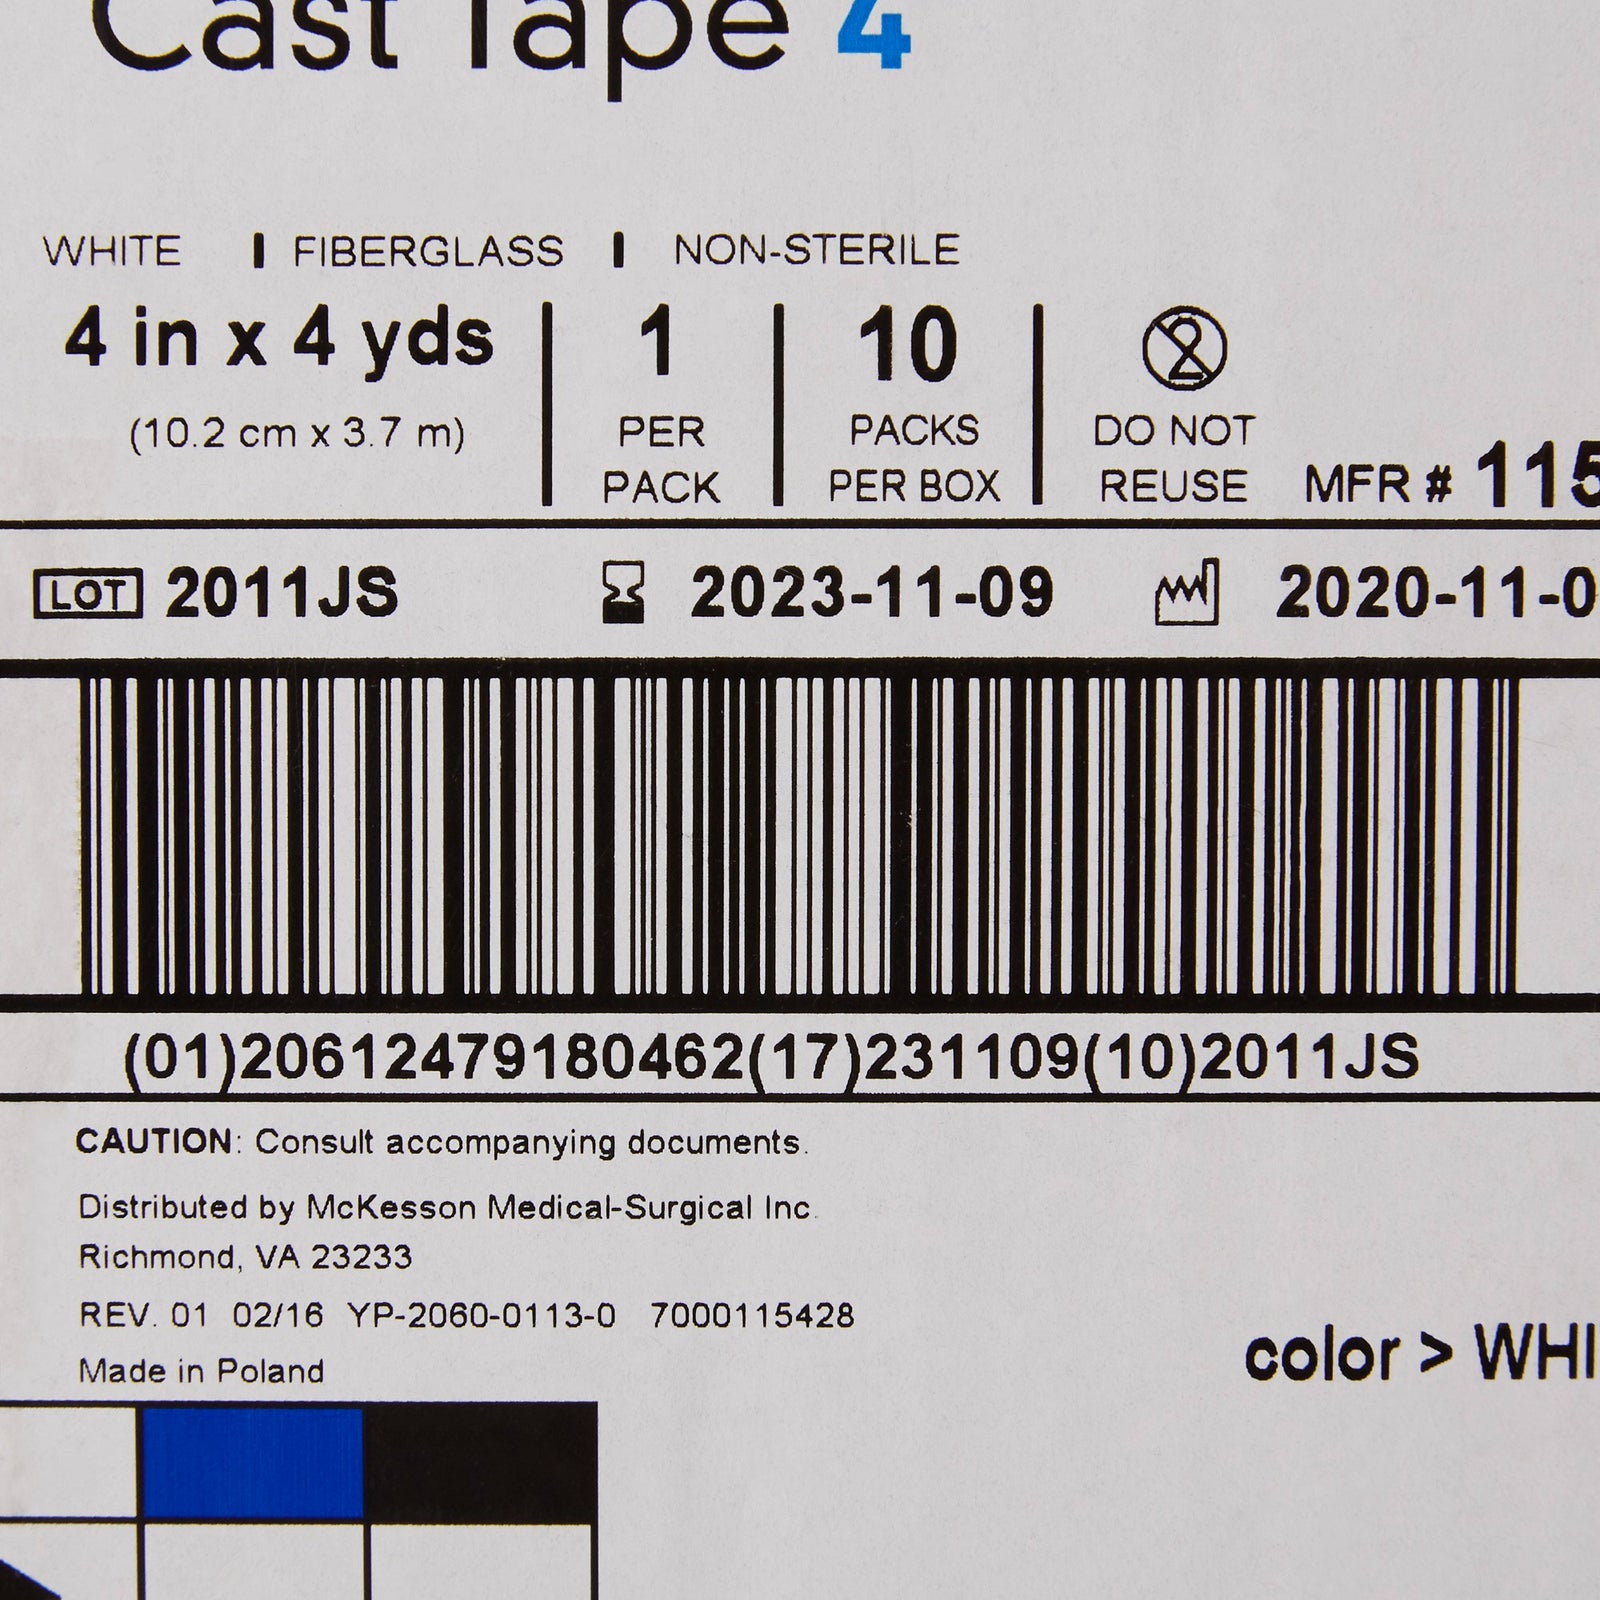 Cast Tape 4
WHITE | FIBERGLASS | NON-STERILE
4 in x 4 yds
(10.2 cm x 3.7 m)
1
PER
PACK
10
PACKS
PER BOX
2
DO NOT
REUSE
MFR # 115
LOT 2011JS 2023-11-09 2020-11-0
(01)20612479180462(17)231109(10)2011JS
CAUTION: Consult accompanying documents.
Distributed by McKesson Medical-Surgical Inc.
Richmond, VA 23233
REV. 01 02/16 YP-2060-0113-0 7000115428
Made in Poland
color > WHI